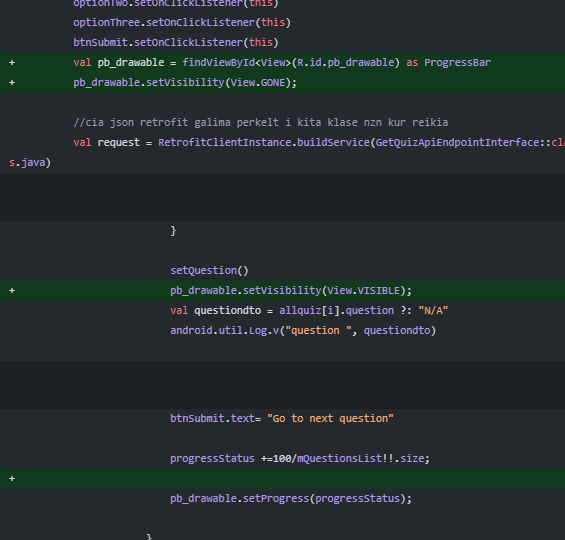 optionTwo.setOnClickListener(this)
optionThree.setOnClickListener(this)
btnSubmit.setOnClickListener(this)
+ val pb_drawable = findViewById<View>(R.id.pb_drawable) as ProgressBar
+ pb_drawable.setVisibility(View.GONE);
//cia json retrofit galima perkelt i kita klase nzn kur reikia
val request = RetrofitClientInstance.buildService(GetQuizApiEndpointInterface::cla
s.java)
}
setQuestion()
+ pb_drawable.setVisibility(View.VISIBLE);
val questiondto = allquiz[i].question ?: "N/A"
android.util.Log.v("question ", questiondto)
btnSubmit.text= "Go to next question"
progressStatus +=100/mQuestionsList!!.size;
+
pb_drawable.setProgress(progressStatus);
}